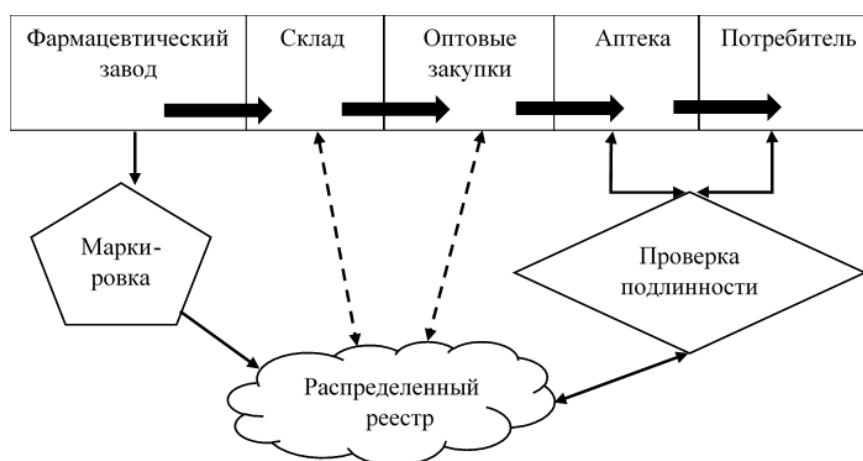 Фармацевтический
завод
Склад
Оптовые
закупки
Аптека
Потребитель
Марки-
ровка
Проверка
подлинности
Распределенный
реестр